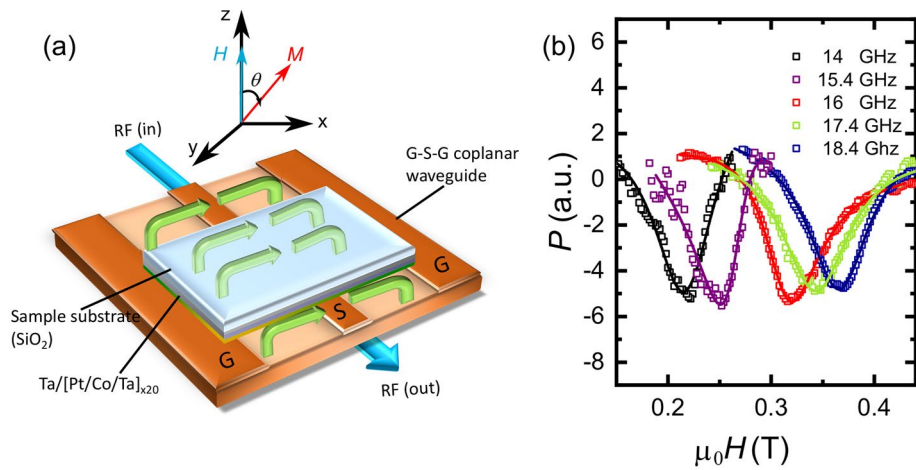 (a)
z
H
M
θ
x
y
RF (in)
G-S-G coplanar
waveguide
G
S
G
Sample substrate
(SiO2)
Ta/[Pt/Co/Ta]x20
RF (out)
(b)
P (a.u.)
6
4
2
0
-2
-4
-6
-8
14 GHz
15.4 GHz
16 GHz
17.4 GHz
18.4 Ghz
0.2 0.3 0.4
μ0H (T)